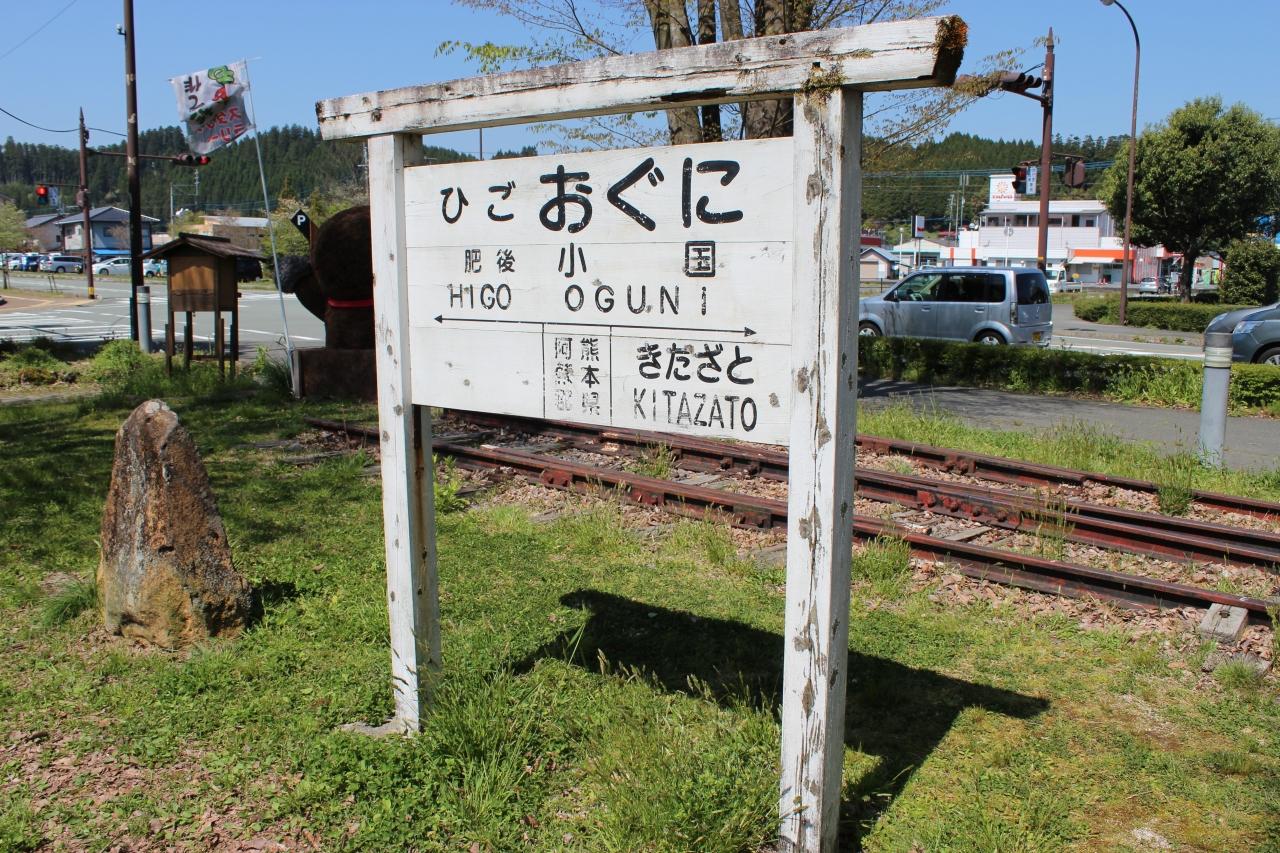 ひご おぐに
肥後 小 国
HIGO OGUNI
阿蘇郡 熊本県
きたざと
KITAZATO
P